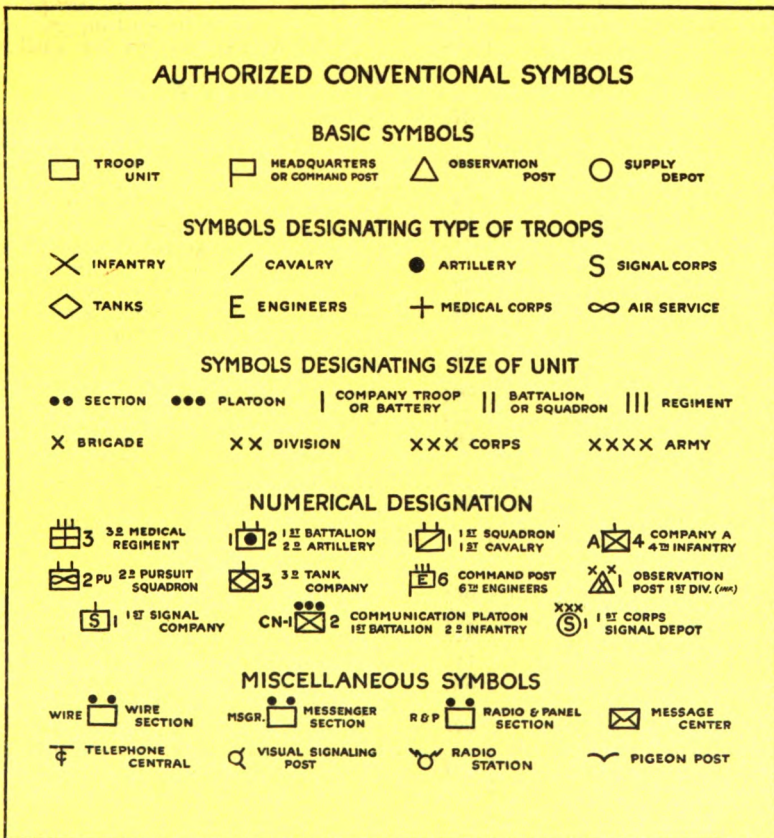 AUTHORIZED CONVENTIONAL SYMBOLS
BASIC SYMBOLS
TROOP UNIT
HEADQUARTERS OR COMMAND POST
OBSERVATION POST
SUPPLY DEPOT
SYMBOLS DESIGNATING TYPE OF TROOPS
INFANTRY
CAVALRY
ARTILLERY
S SIGNAL CORPS
TANKS
E ENGINEERS
MEDICAL CORPS
AIR SERVICE
SYMBOLS DESIGNATING SIZE OF UNIT
SECTION
PLATOON
COMPANY TROOP OR BATTERY
BATTALION OR SQUADRON
REGIMENT
X BRIGADE
XX DIVISION
XXX CORPS
XXXX ARMY
NUMERICAL DESIGNATION
3 3D MEDICAL REGIMENT
1 2 1ST BATTALION 2D ARTILLERY
1 1 1ST SQUADRON 1ST CAVALRY
A 4 COMPANY A 4TH INFANTRY
2 PU 2D PURSUIT SQUADRON
3 3D TANK COMPANY
E 6 COMMAND POST 6TH ENGINEERS
XX 1 OBSERVATION POST 1ST DIV. (INF.)
S 1 1ST SIGNAL COMPANY
CN-1 2 COMMUNICATION PLATOON 1ST BATTALION 2D INFANTRY
XXX S 1 1ST CORPS SIGNAL DEPOT
MISCELLANEOUS SYMBOLS
WIRE WIRE SECTION
MSGR. MESSENGER SECTION
R & P RADIO & PANEL SECTION
MESSAGE CENTER
TELEPHONE CENTRAL
VISUAL SIGNALING POST
RADIO STATION
PIGEON POST